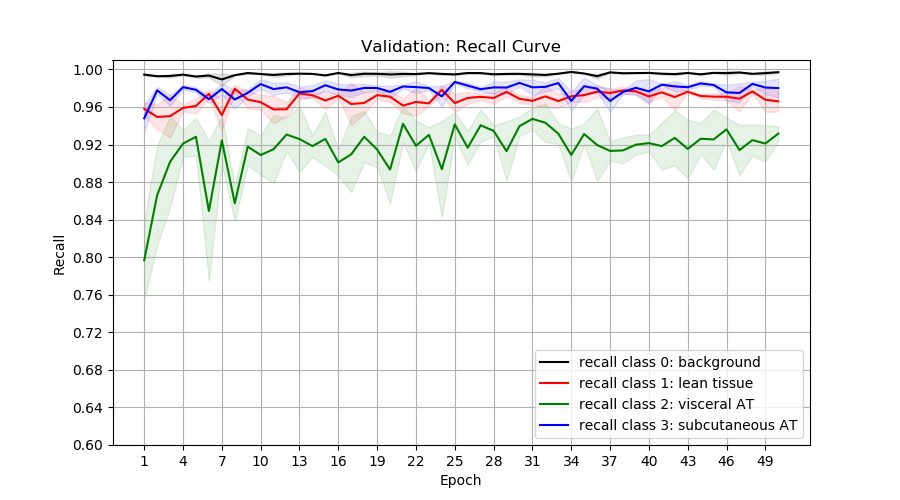 Validation: Recall Curve
1.00
0.96
0.92
0.88
0.84
0.80
0.76
0.72
0.68
0.64
0.60
Recall
recall class 0: background
recall class 1: lean tissue
recall class 2: visceral AT
recall class 3: subcutaneous AT
1 4 7 10 13 16 19 22 25 28 31 34 37 40 43 46 49
Epoch